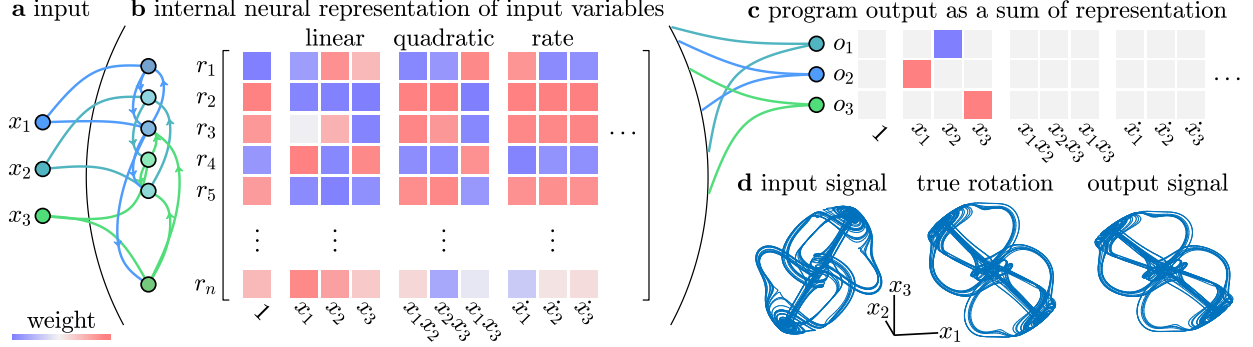 a input
b internal neural representation of input variables
c program output as a sum of representation
linear quadratic rate
x₁
x₂
x₃
r₁
r₂
r₃
r₄
r₅
⋮ ⋮ ⋮ ⋮
rₙ
...
1 x₁ x₂ x₃ x₁x₂ x₂x₃ x₁x₃ ẋ₁ ẋ₂ ẋ₃
weight
o₁
o₂
o₃
...
1 x₁ x₂ x₃ x₁x₂ x₂x₃ x₁x₃ ẋ₁ ẋ₂ ẋ₃
d input signal true rotation output signal
x₃
x₂
x₁